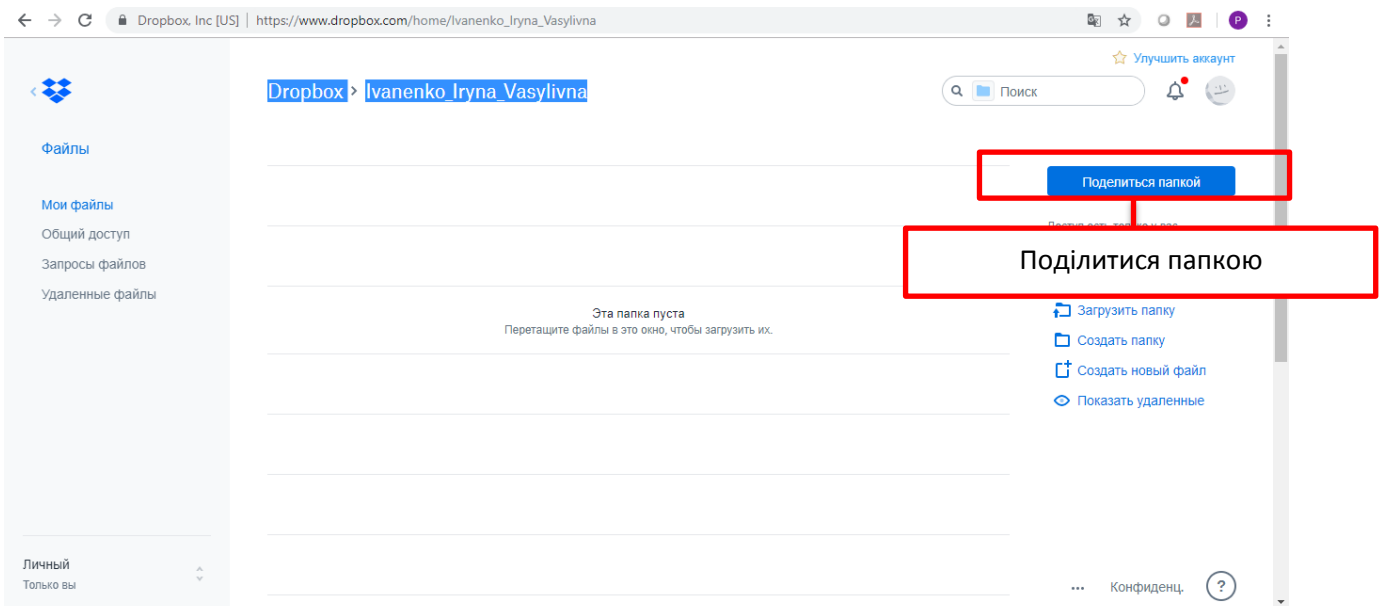 Dropbox, Inc [US] | https://www.dropbox.com/home/Ivanenko_Iryna_Vasylivna
P
Улучшить аккаунт
Dropbox > Ivanenko_Iryna_Vasylivna
Поиск
Файлы
Мои файлы
Общий доступ
Запросы файлов
Удаленные файлы
Поделиться папкой
Поділитися папкою
Эта папка пуста
Перетащите файлы в это окно, чтобы загрузить их.
Загрузить папку
Создать папку
Создать новый файл
Показать удаленные
Личный
Только вы
... Конфиденц. ?